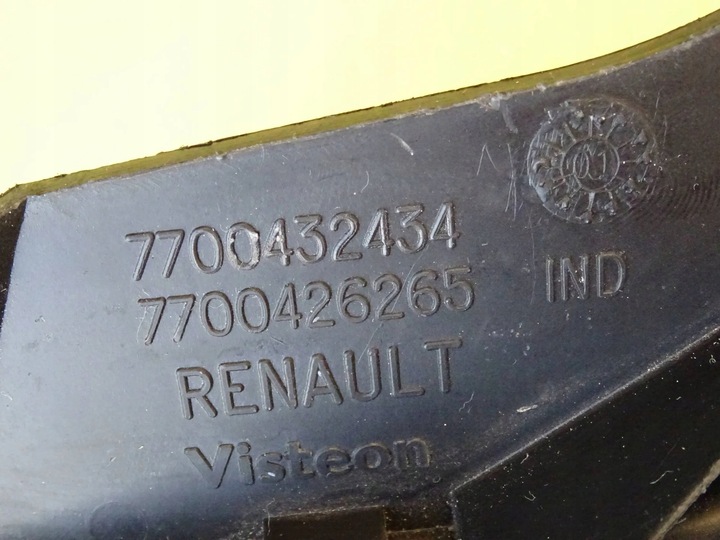 7700432434
7700426265 IND
RENAULT
Visteon